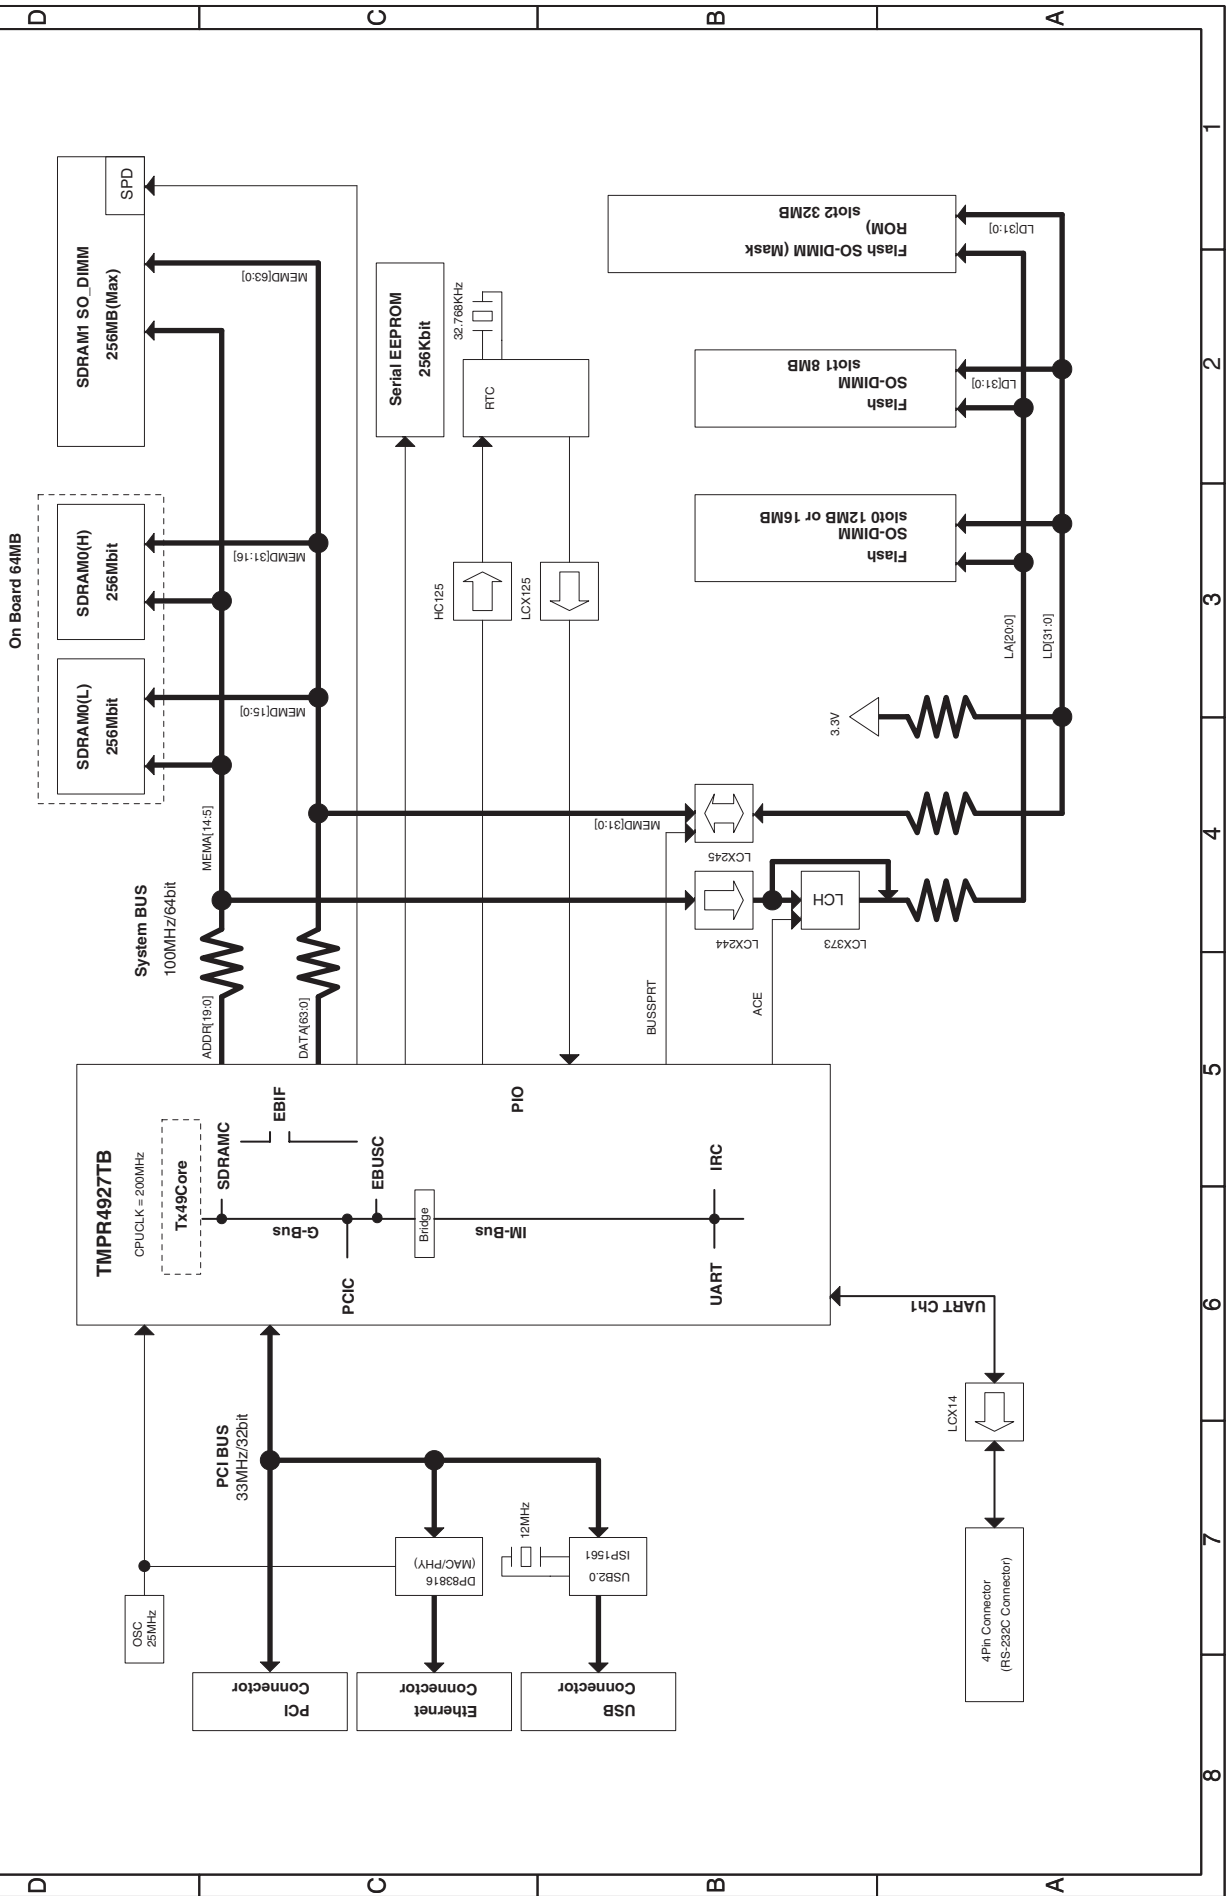 D
C
B
A
1
2
3
4
5
6
7
8
D
C
B
A
On Board 64MB
SDRAM0(L)
256Mbit
SDRAM0(H)
256Mbit
SDRAM1 SO_DIMM
256MB(Max)
SPD
System BUS
100MHz/64bit
ADDR[19:0]
MEMA[14:5]
DATA[63:0]
MEMD[15:0]
MEMD[31:16]
MEMD[63:0]
OSC
25MHz
PCI BUS
33MHz/32bit
PCI
Connector
Ethernet
Connector
USB
Connector
DP83816
(MAC/PHY)
12MHz
USB2.0
ISP1561
TMPR4927TB
CPUCLK = 200MHz
Tx49Core
SDRAMC
EBIF
G-Bus
PCIC
EBUSC
Bridge
IM-Bus
PIO
UART
IRC
Serial EEPROM
256Kbit
HC125
LCX125
RTC
32.768KHz
BUSSPRT
ACE
MEMD[31:0]
LCX245
LCX244
LCH
LCX373
3.3V
Flash
SO-DIMM
slot0 12MB or 16MB
Flash
SO-DIMM
slot1 8MB
Flash SO-DIMM (Mask
ROM)
slot2 32MB
LD[31:0]
LD[31:0]
LA[20:0]
LD[31:0]
UART Ch1
LCX14
4Pin Connector
(RS-232C Connector)